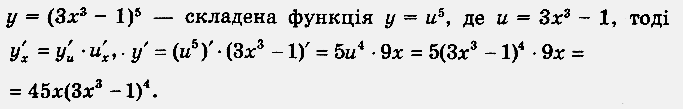 y = (3x³ – 1)⁵ — складена функція y = u⁵, де u = 3x³ – 1, тоді
y′ₓ = y′ᵤ · u′ₓ,. y′ = (u⁵)′ · (3x³ – 1)′ = 5u⁴ · 9x = 5(3x³ – 1)⁴ · 9x =
= 45x(3x³ – 1)⁴.